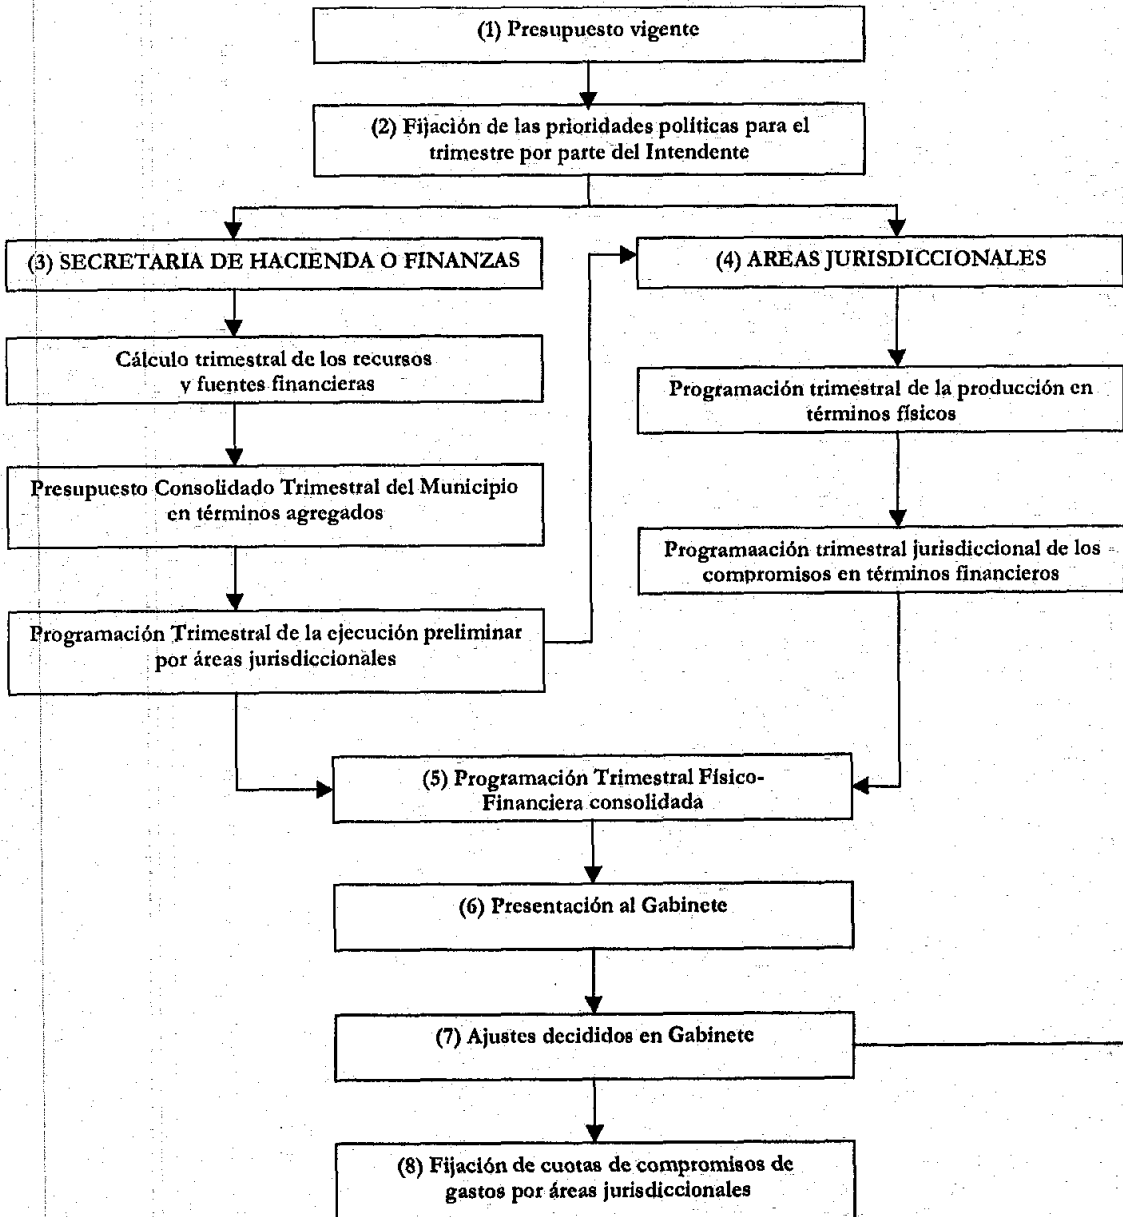 (1) Presupuesto vigente
(2) Fijación de las prioridades políticas para el
trimestre por parte del Intendente
(3) SECRETARIA DE HACIENDA O FINANZAS
(4) AREAS JURISDICCIONALES
Cálculo trimestral de los recursos
y fuentes financieras
Programación trimestral de la producción en
términos físicos
Presupuesto Consolidado Trimestral del Municipio
en términos agregados
Programaación trimestral jurisdiccional de los
compromisos en términos financieros
Programación Trimestral de la ejecución preliminar
por áreas jurisdiccionales
(5) Programación Trimestral Físico-
Financiera consolidada
(6) Presentación al Gabinete
(7) Ajustes decididos en Gabinete
(8) Fijación de cuotas de compromisos de
gastos por áreas jurisdiccionales